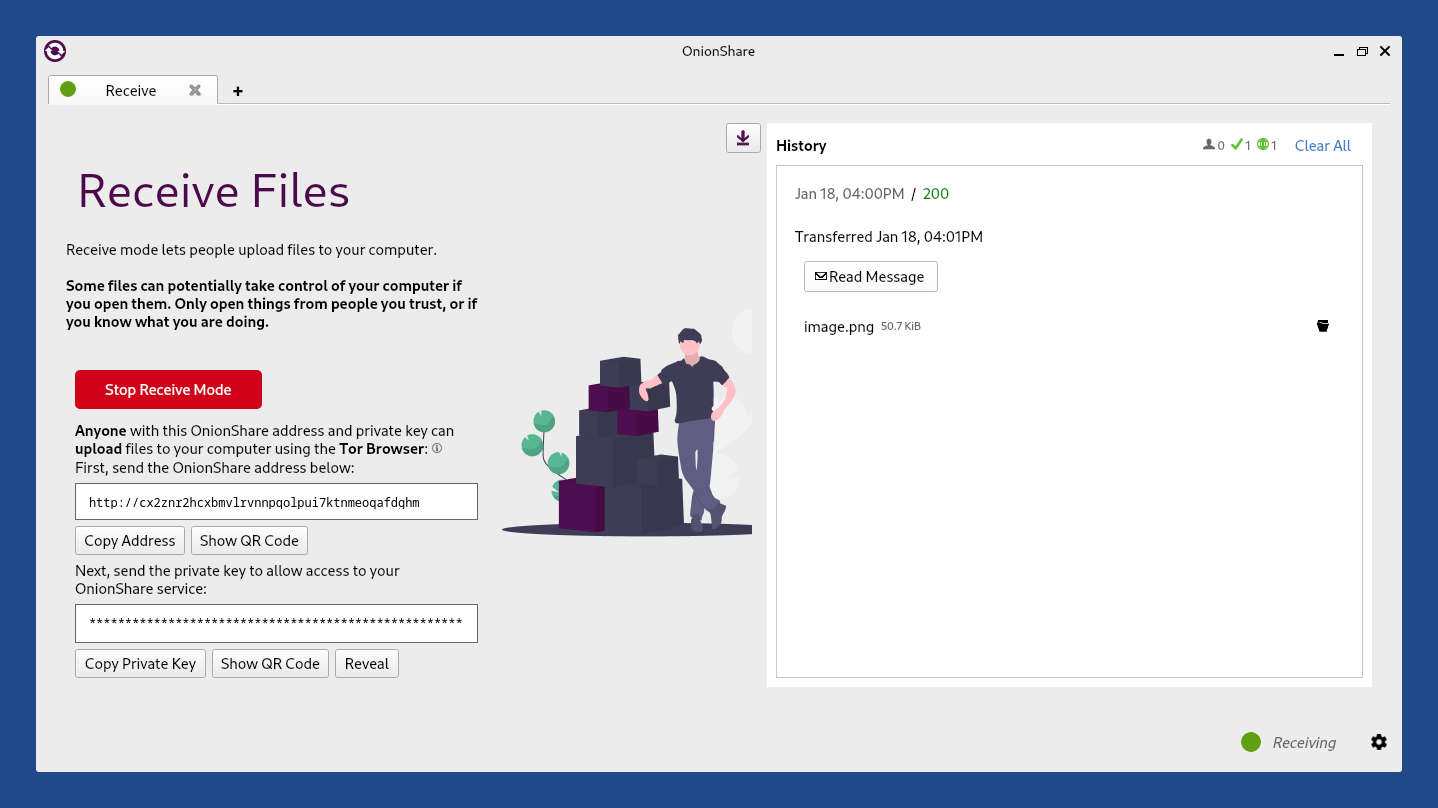 OnionShare
Receive
Receive Files
Receive mode lets people upload files to your computer.
Some files can potentially take control of your computer if
you open them. Only open things from people you trust, or if
you know what you are doing.
Stop Receive Mode
Anyone with this OnionShare address and private key can
upload files to your computer using the Tor Browser:
First, send the OnionShare address below:
http://cx2znr2hcxbmvlrvnnpqolpui7ktnmeoqafdqhm
Copy Address Show QR Code
Next, send the private key to allow access to your
OnionShare service:
****************************************************
Copy Private Key Show QR Code Reveal
History 0 1 1 Clear All
Jan 18, 04:00PM / 200
Transferred Jan 18, 04:01PM
Read Message
image.png 50.7 KiB
Receiving